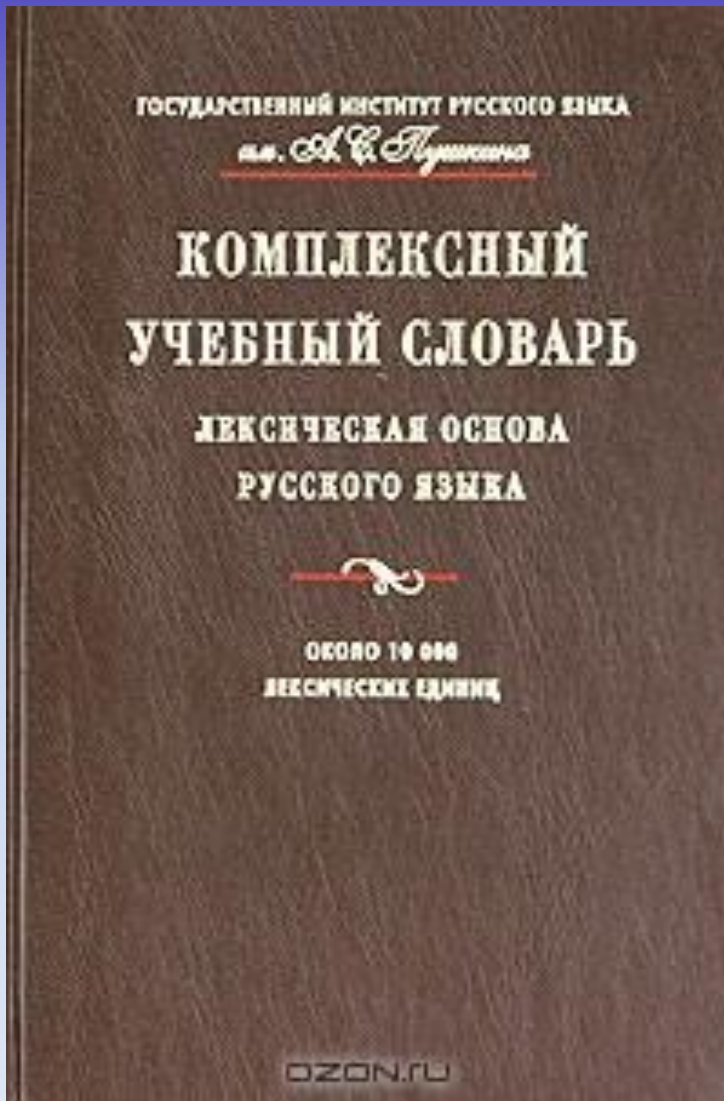 ГОСУДАРСТВЕННЫЙ ИНСТИТУТ РУССКОГО ЯЗЫКА
им. А.С. Пушкина
КОМПЛЕКСНЫЙ
УЧЕБНЫЙ СЛОВАРЬ
ЛЕКСИЧЕСКАЯ ОСНОВА
РУССКОГО ЯЗЫКА
ОКОЛО 10 000
ЛЕКСИЧЕСКИХ ЕДИНИЦ
OZON.RU